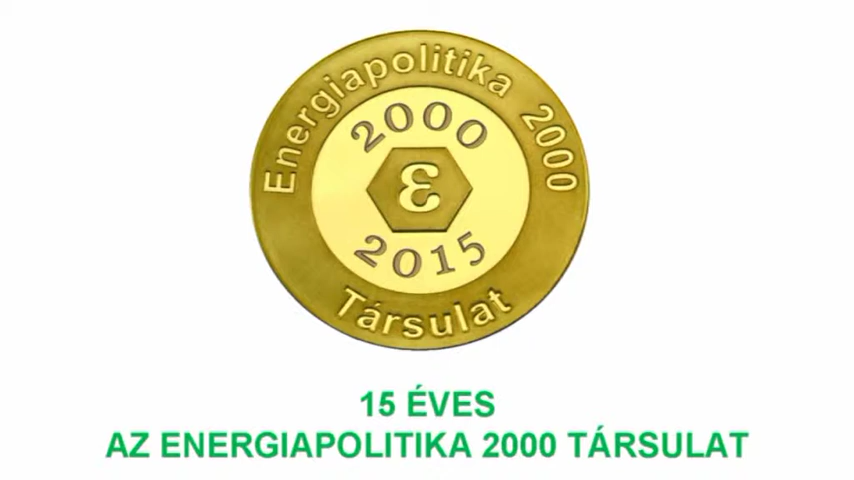 Energiapolitika 2000
2000
ε
2015
Társulat
15 ÉVES
AZ ENERGIAPOLITIKA 2000 TÁRSULAT